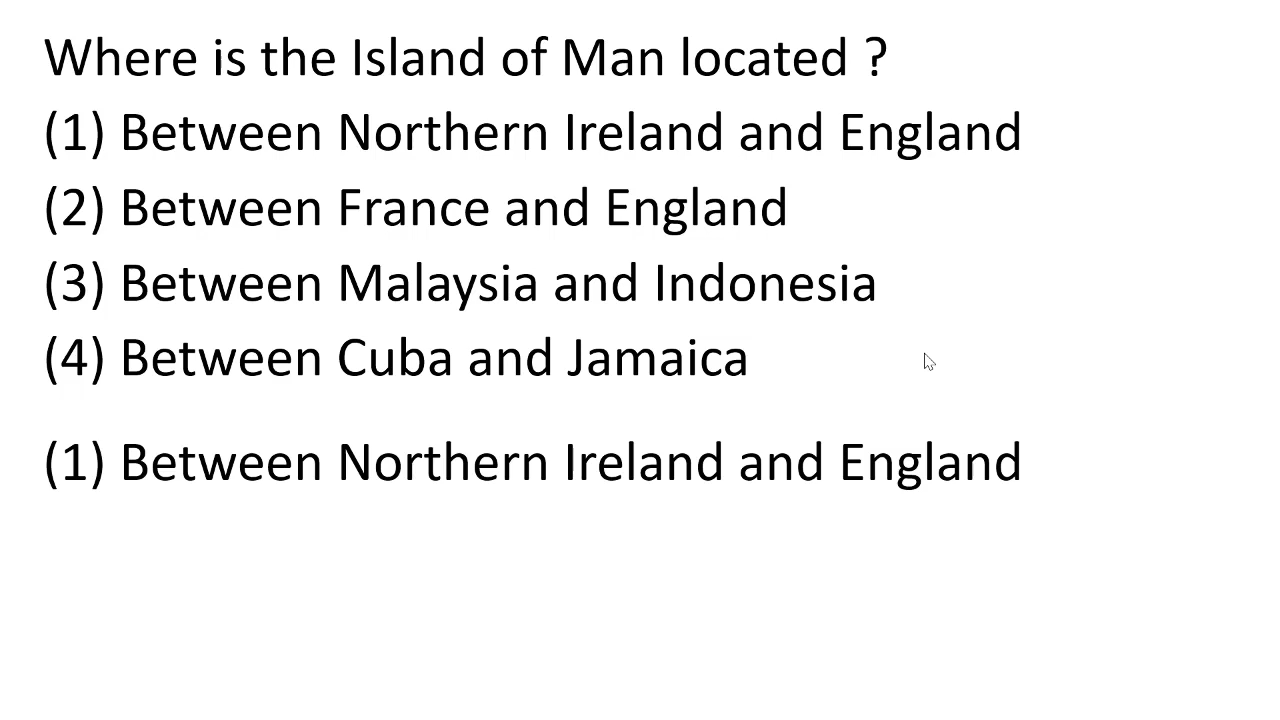 Where is the Island of Man located ?
(1) Between Northern Ireland and England
(2) Between France and England
(3) Between Malaysia and Indonesia
(4) Between Cuba and Jamaica
(1) Between Northern Ireland and England